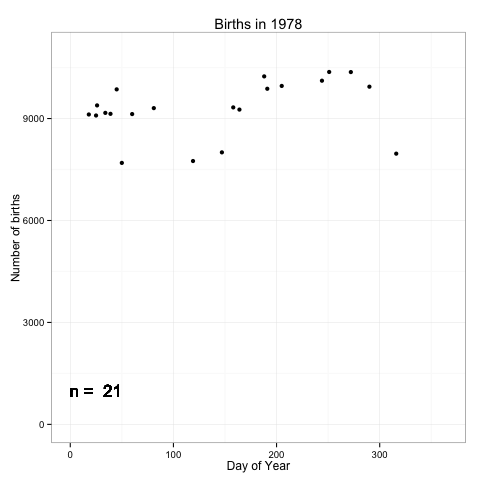 Births in 1978
Number of births
9000
6000
3000
0
n = 21
0 100 200 300
Day of Year